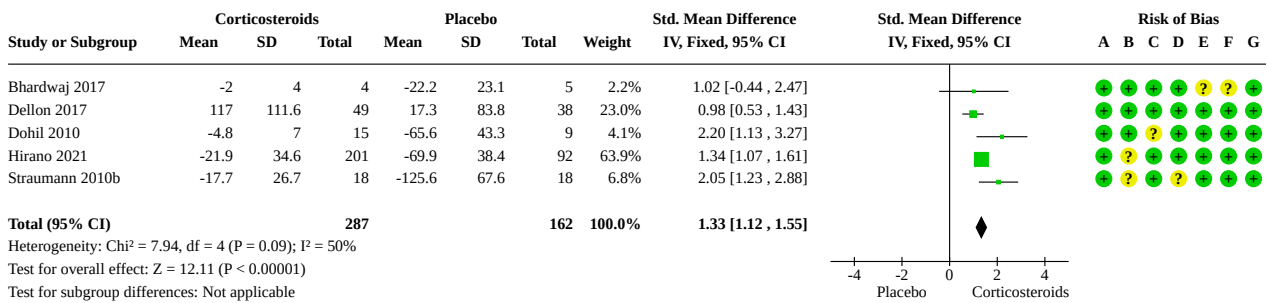 Corticosteroids Placebo Std. Mean Difference Std. Mean Difference Risk of Bias
Study or Subgroup Mean SD Total Mean SD Total Weight IV, Fixed, 95% CI IV, Fixed, 95% CI A B C D E F G
Bhardwaj 2017 -2 4 4 -22.2 23.1 5 2.2% 1.02 [-0.44 , 2.47] + + + + ? ? +
Dellon 2017 117 111.6 49 17.3 83.8 38 23.0% 0.98 [0.53 , 1.43] + + + + + + +
Dohil 2010 -4.8 7 15 -65.6 43.3 9 4.1% 2.20 [1.13 , 3.27] + + ? + + + +
Hirano 2021 -21.9 34.6 201 -69.9 38.4 92 63.9% 1.34 [1.07 , 1.61] + ? + + + + +
Straumann 2010b -17.7 26.7 18 -125.6 67.6 18 6.8% 2.05 [1.23 , 2.88] + ? + ? + + +
Total (95% CI) 287 162 100.0% 1.33 [1.12 , 1.55]
Heterogeneity: Chi² = 7.94, df = 4 (P = 0.09); I² = 50%
Test for overall effect: Z = 12.11 (P < 0.00001)
-4 -2 0 2 4
Test for subgroup differences: Not applicable Placebo Corticosteroids